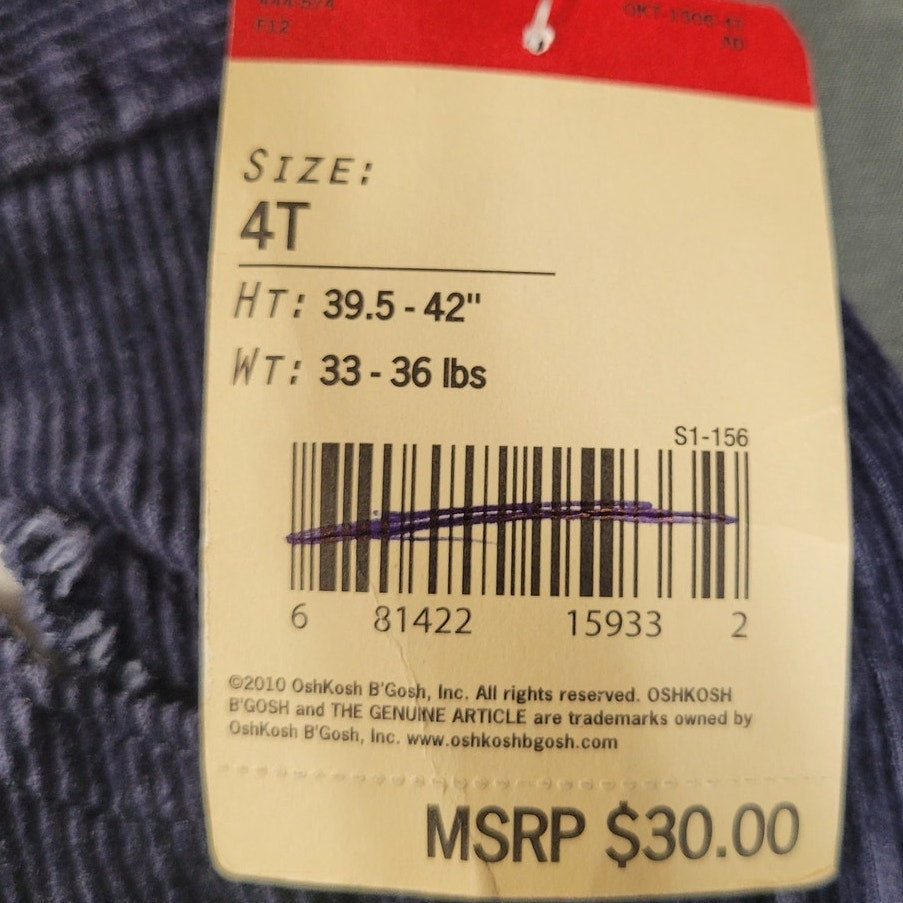 F12
SIZE:
4T
HT: 39.5 - 42"
WT: 33 - 36 lbs
S1-156
6 81422 15933 2
©2010 OshKosh B'Gosh, Inc. All rights reserved. OSHKOSH
B'GOSH and THE GENUINE ARTICLE are trademarks owned by
OshKosh B'Gosh, Inc. www.oshkoshbgosh.com
MSRP $30.00